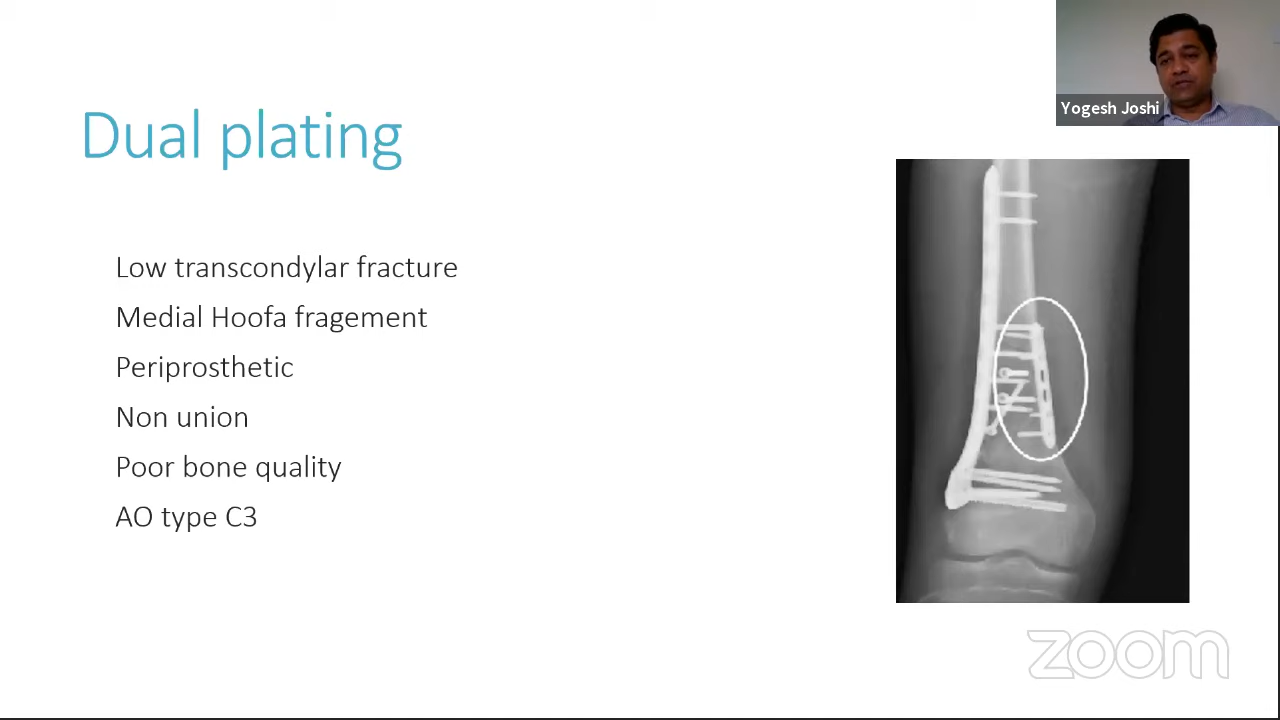 Yogesh Joshi
Dual plating
Low transcondylar fracture
Medial Hoofa fragement
Periprosthetic
Non union
Poor bone quality
AO type C3
zoom